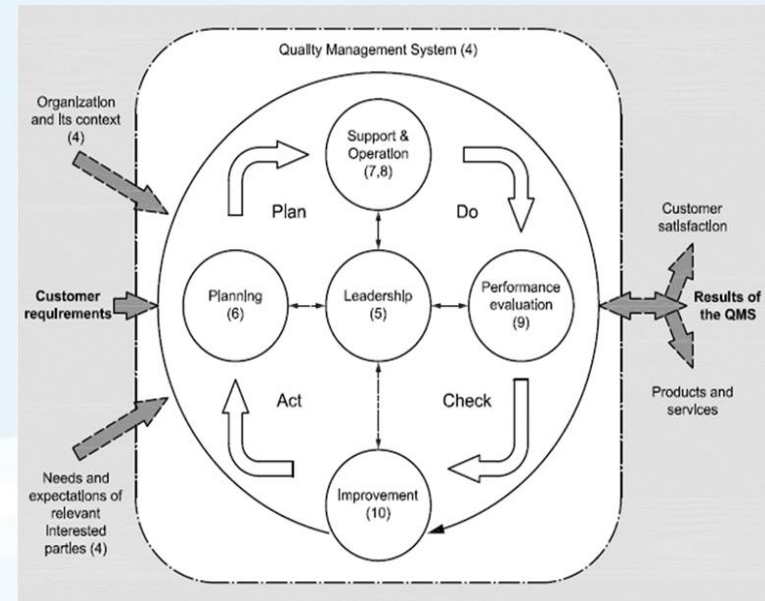 Quality Management System (4)
Organization
and its context
(4)
Support &
Operation
(7,8)
Plan
Do
Customer
satisfaction
Customer
requirements
Planning
(6)
Leadership
(5)
Performance
evaluation
(9)
Results of
the QMS
Act
Check
Products and
services
Needs and
expectations of
relevant
interested
parties (4)
Improvement
(10)